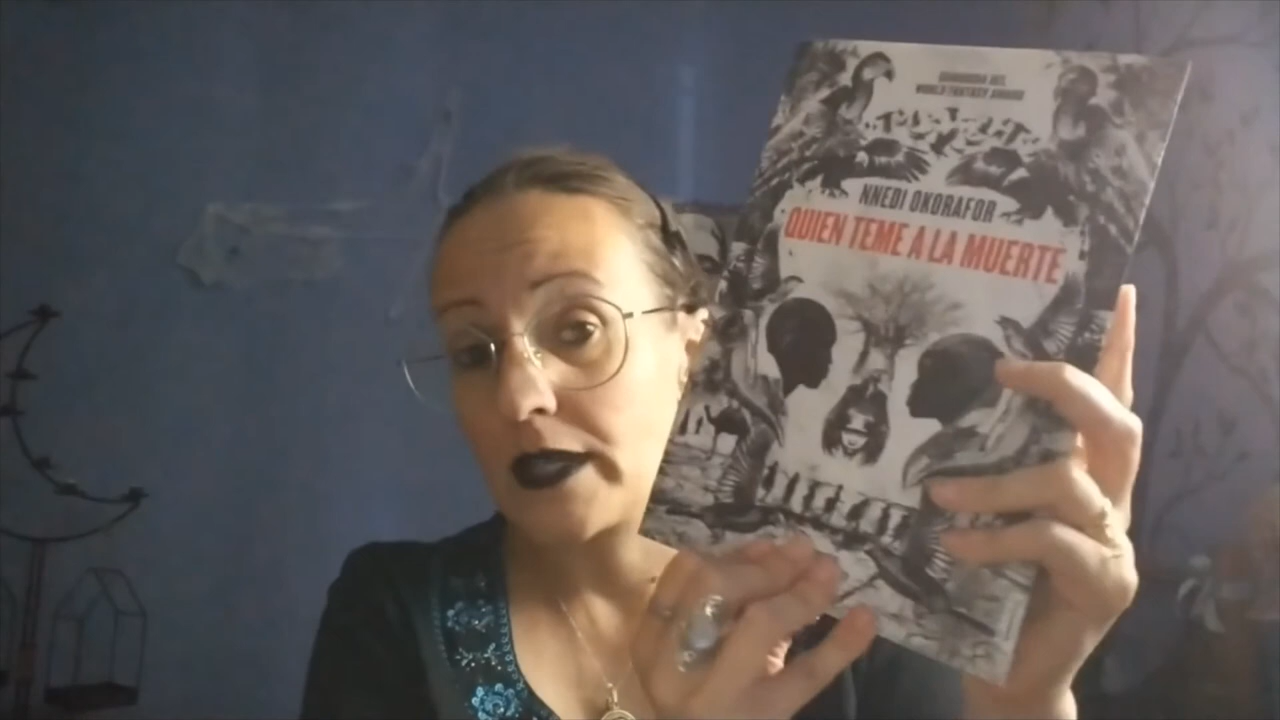 GANADORA DEL
WORLD FANTASY AWARD
NNEDI OKORAFOR
QUIEN TEME A LA MUERTE